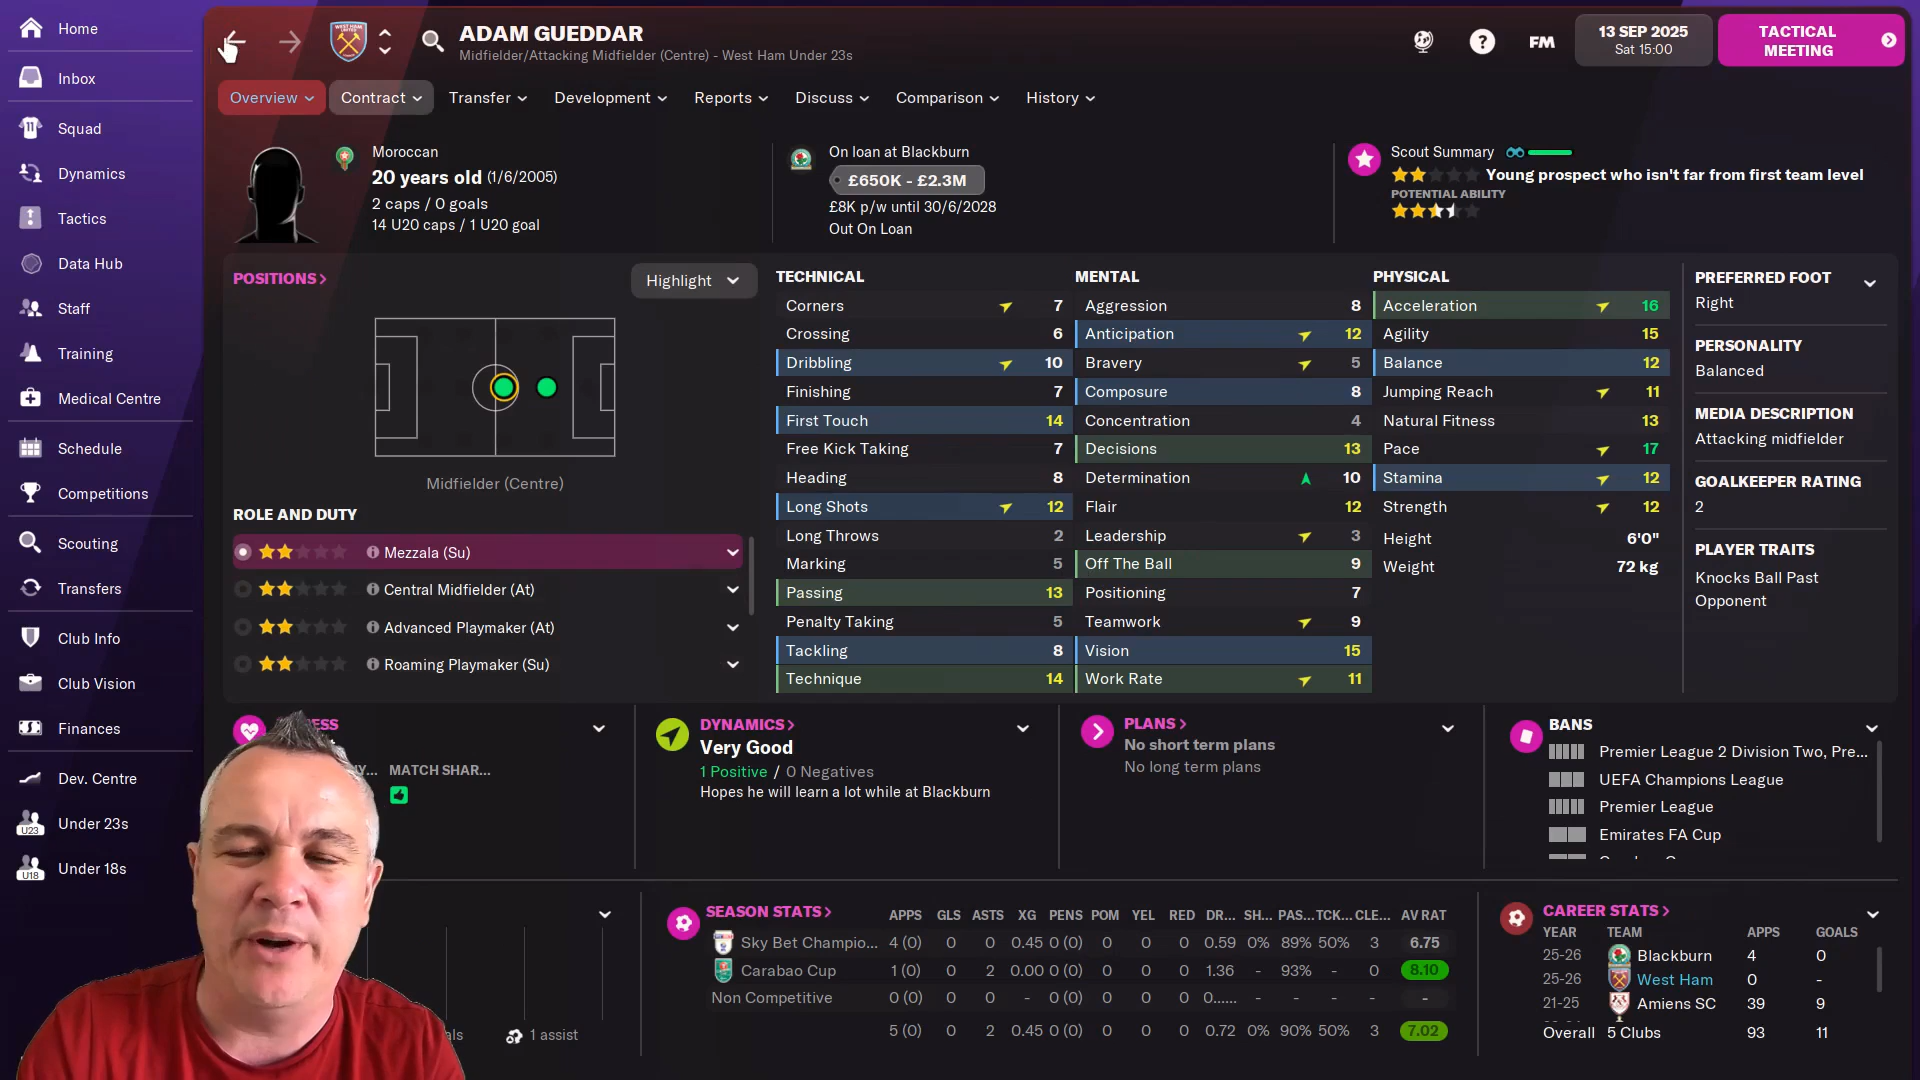 Home
Inbox
Squad
Dynamics
Tactics
Data Hub
Staff
Training
Medical Centre
Schedule
Competitions
Scouting
Transfers
Club Info
Club Vision
Finances
Dev. Centre
U23 Under 23s
U18 Under 18s
ADAM GUEDDAR
Midfielder/Attacking Midfielder (Centre) - West Ham Under 23s
FM
13 SEP 2025
Sat 15:00
TACTICAL
MEETING
Overview Contract Transfer Development Reports Discuss Comparison History
Moroccan
20 years old (1/6/2005)
2 caps / 0 goals
14 U20 caps / 1 U20 goal
On loan at Blackburn
£650K - £2.3M
£8K p/w until 30/6/2028
Out On Loan
Scout Summary
Young prospect who isn't far from first team level
POTENTIAL ABILITY
POSITIONS
Highlight
Midfielder (Centre)
ROLE AND DUTY
Mezzala (Su)
Central Midfielder (At)
Advanced Playmaker (At)
Roaming Playmaker (Su)
TECHNICAL
Corners 7
Crossing 6
Dribbling 10
Finishing 7
First Touch 14
Free Kick Taking 7
Heading 8
Long Shots 12
Long Throws 2
Marking 5
Passing 13
Penalty Taking 5
Tackling 8
Technique 14
MENTAL
Aggression 8
Anticipation 12
Bravery 5
Composure 8
Concentration 4
Decisions 13
Determination 10
Flair 12
Leadership 3
Off The Ball 9
Positioning 7
Teamwork 9
Vision 15
Work Rate 11
PHYSICAL
Acceleration 16
Agility 15
Balance 12
Jumping Reach 11
Natural Fitness 13
Pace 17
Stamina 12
Strength 12
Height 6'0"
Weight 72 kg
PREFERRED FOOT
Right
PERSONALITY
Balanced
MEDIA DESCRIPTION
Attacking midfielder
GOALKEEPER RATING
2
PLAYER TRAITS
Knocks Ball Past
Opponent
MATCH SHAR...
DYNAMICS
Very Good
1 Positive / 0 Negatives
Hopes he will learn a lot while at Blackburn
PLANS
No short term plans
No long term plans
BANS
Premier League 2 Division Two, Pre...
UEFA Champions League
Premier League
Emirates FA Cup
1 assist
SEASON STATS APPS GLS ASTS XG PENS POM YEL RED DR... SH... PAS... TCK... CLE... AV RAT
Sky Bet Champio... 4 (0) 0 0 0.45 0 (0) 0 0 0 0.59 0% 89% 50% 3 6.75
Carabao Cup 1 (0) 0 2 0.00 0 (0) 0 0 0 1.36 - 93% - 0 8.10
Non Competitive 0 (0) 0 0 - 0 (0) 0 0 0 0...... - - - - -
5 (0) 0 2 0.45 0 (0) 0 0 0 0.72 0% 90% 50% 3 7.02
CAREER STATS
YEAR TEAM APPS GOALS
25-26 Blackburn 4 0
25-26 West Ham 0 -
21-25 Amiens SC 39 9
Overall 5 Clubs 93 11